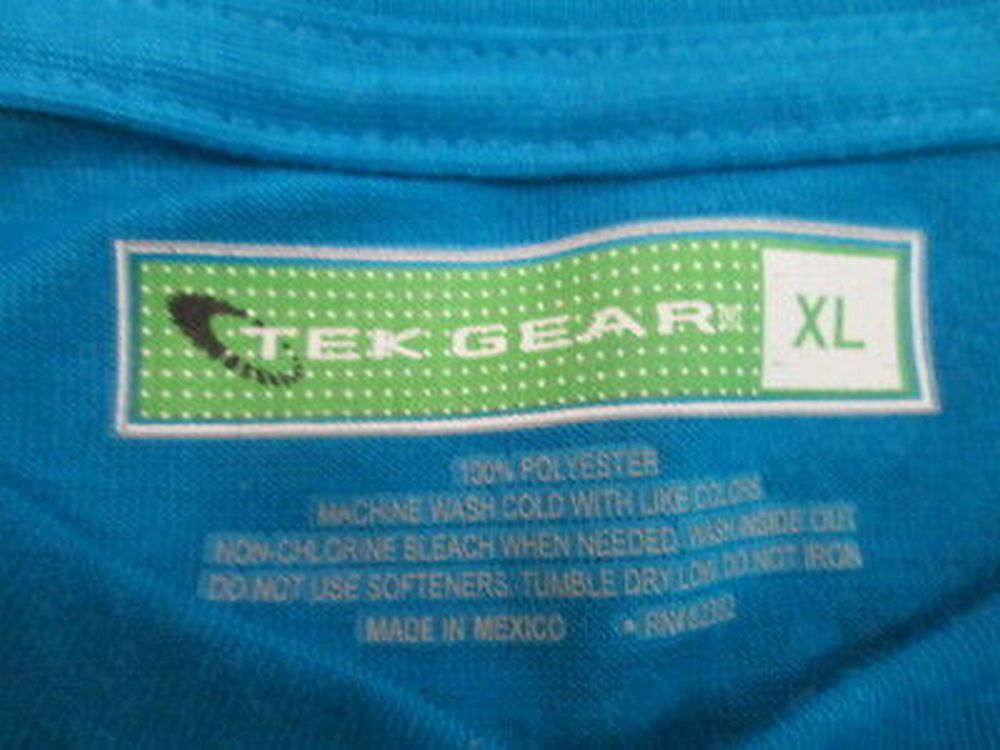 TEK GEAR
XL
100% POLYESTER
MACHINE WASH COLD WITH LIKE COLORS
NON-CHLORINE BLEACH WHEN NEEDED. WASH INSIDE OUT
DO NOT USE SOFTENERS. TUMBLE DRY LOW DO NOT IRON
MADE IN MEXICO